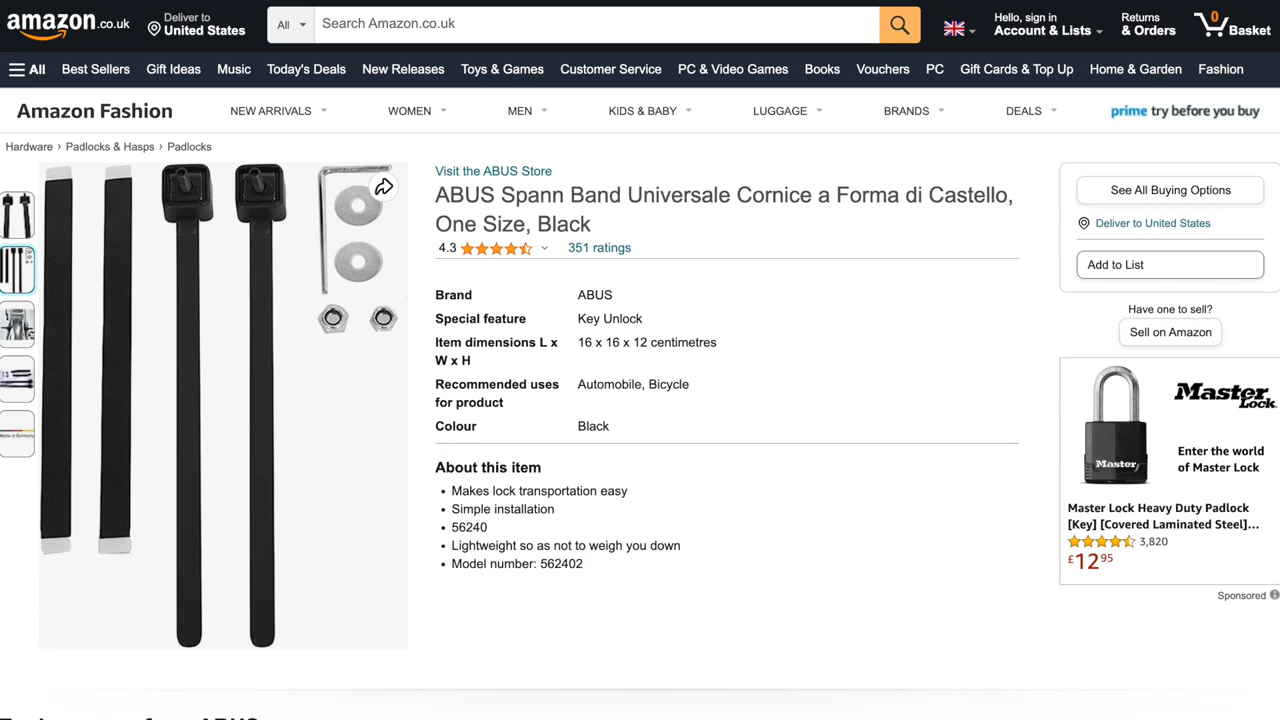 amazon.co.uk
Deliver to
United States
All
Search Amazon.co.uk
Hello, sign in
Account & Lists
Returns
& Orders
0
Basket
All
Best Sellers
Gift Ideas
Music
Today's Deals
New Releases
Toys & Games
Customer Service
PC & Video Games
Books
Vouchers
PC
Gift Cards & Top Up
Home & Garden
Fashion
Amazon Fashion
NEW ARRIVALS
WOMEN
MEN
KIDS & BABY
LUGGAGE
BRANDS
DEALS
prime try before you buy
Hardware › Padlocks & Hasps › Padlocks
Visit the ABUS Store
ABUS Spann Band Universale Cornice a Forma di Castello,
One Size, Black
4.3
351 ratings
Brand ABUS
Special feature Key Unlock
Item dimensions L x 16 x 16 x 12 centimetres
W x H
Recommended uses Automobile, Bicycle
for product
Colour Black
About this item
• Makes lock transportation easy
• Simple installation
• 56240
• Lightweight so as not to weigh you down
• Model number: 562402
See All Buying Options
Deliver to United States
Add to List
Have one to sell?
Sell on Amazon
Master Lock
Master
Enter the world
of Master Lock
Master Lock Heavy Duty Padlock
[Key] [Covered Laminated Steel]...
3,820
£12.95
Sponsored
Made in Germany